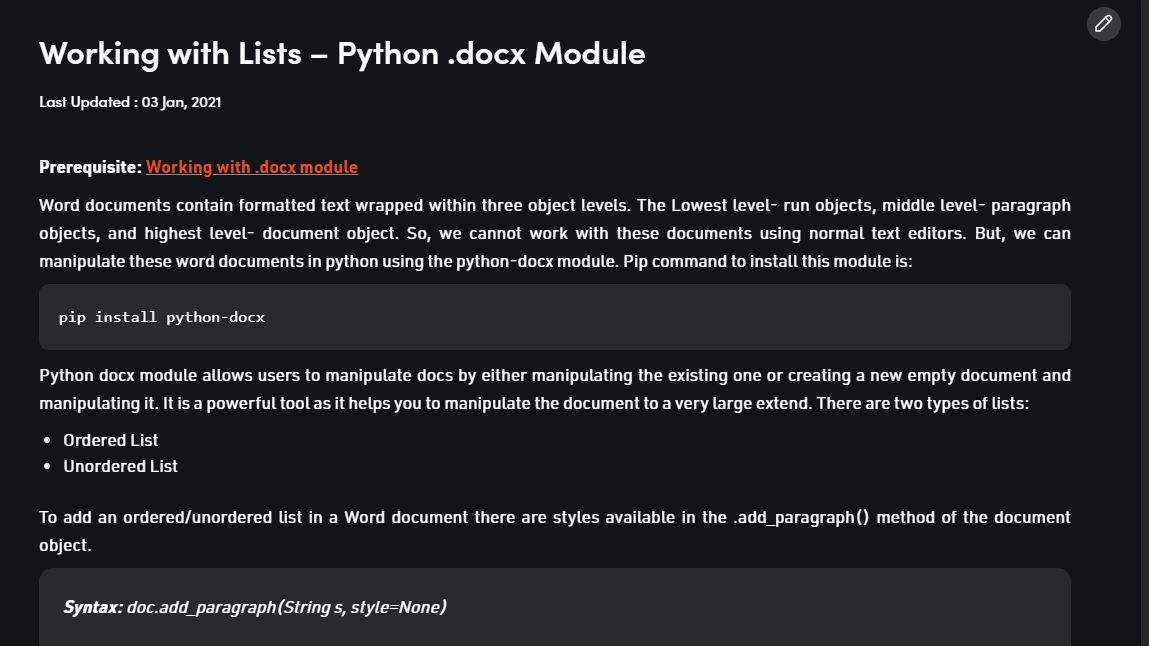 Working with Lists – Python .docx Module
Last Updated : 03 Jan, 2021
Prerequisite: Working with .docx module
Word documents contain formatted text wrapped within three object levels. The Lowest level- run objects, middle level- paragraph
objects, and highest level- document object. So, we cannot work with these documents using normal text editors. But, we can
manipulate these word documents in python using the python-docx module. Pip command to install this module is:
pip install python-docx
Python docx module allows users to manipulate docs by either manipulating the existing one or creating a new empty document and
manipulating it. It is a powerful tool as it helps you to manipulate the document to a very large extend. There are two types of lists:
• Ordered List
• Unordered List
To add an ordered/unordered list in a Word document there are styles available in the .add_paragraph() method of the document
object.
Syntax: doc.add_paragraph(String s, style=None)